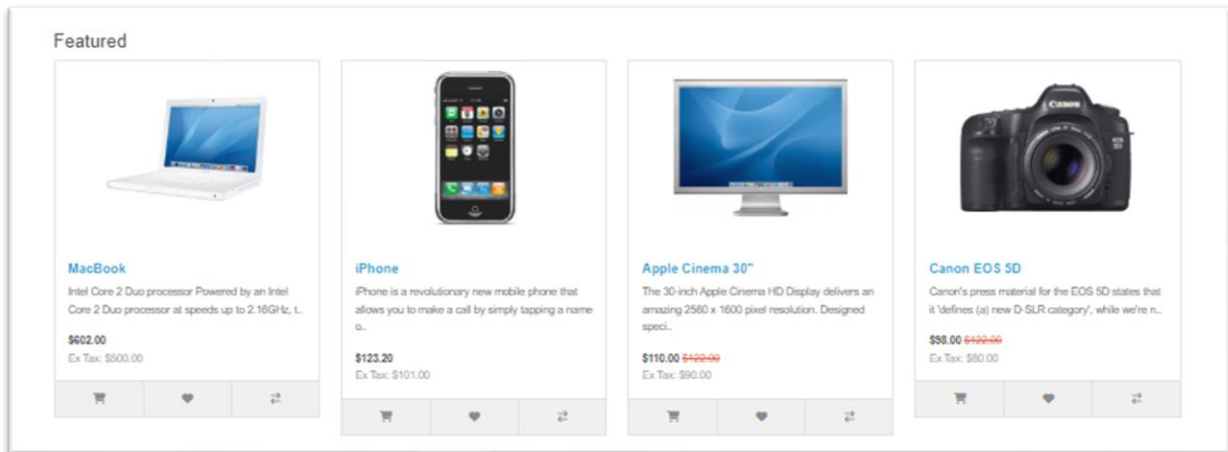 Featured
MacBook
Intel Core 2 Duo processor Powered by an Intel
Core 2 Duo processor at speeds up to 2.16GHz, t..
$602.00
Ex Tax: $500.00
iPhone
iPhone is a revolutionary new mobile phone that
allows you to make a call by simply tapping a name
o..
$123.20
Ex Tax: $101.00
Apple Cinema 30"
The 30-inch Apple Cinema HD Display delivers an
amazing 2560 x 1600 pixel resolution. Designed
speci..
$110.00 $122.00
Ex Tax: $90.00
Canon
Canon EOS 5D
Canon's press material for the EOS 5D states that
it 'defines (a) new D-SLR category', while we're n..
$98.00 $122.00
Ex Tax: $80.00